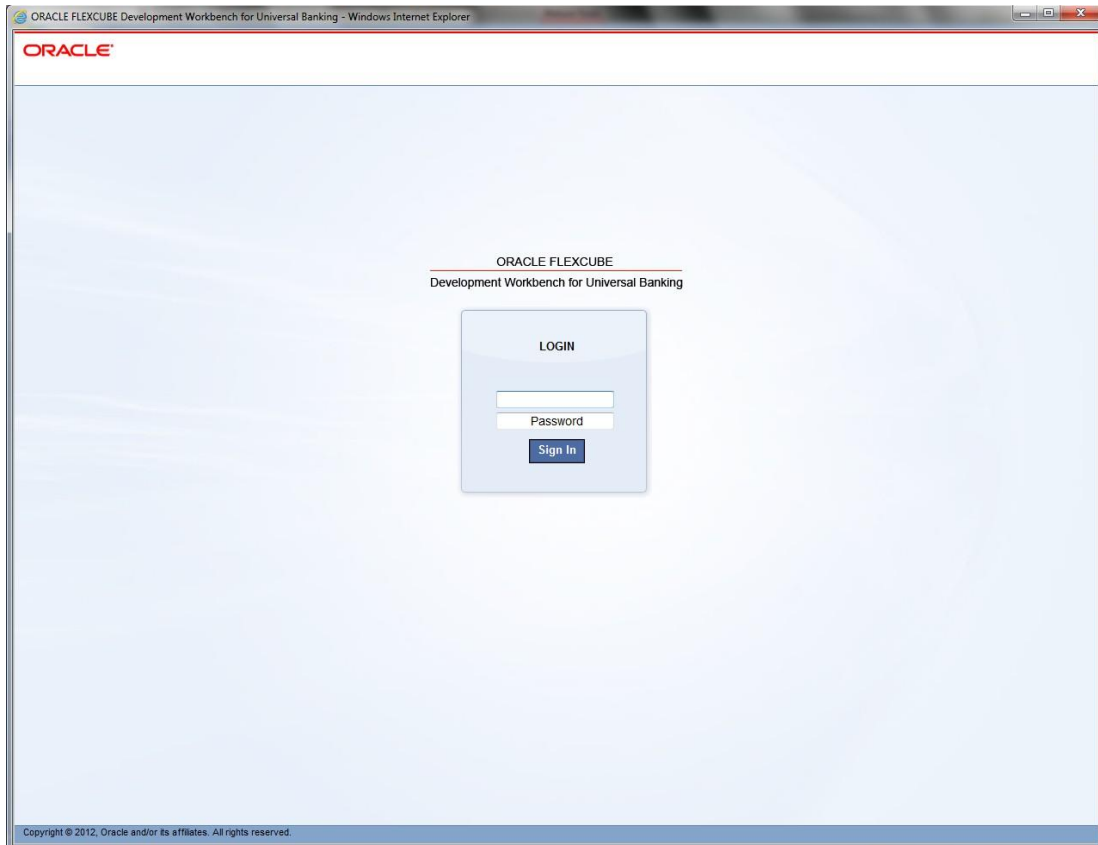 ORACLE FLEXCUBE Development Workbench for Universal Banking - Windows Internet Explorer
ORACLE
ORACLE FLEXCUBE
Development Workbench for Universal Banking
LOGIN
Password
Sign In
Copyright © 2012, Oracle and/or its affiliates. All rights reserved.